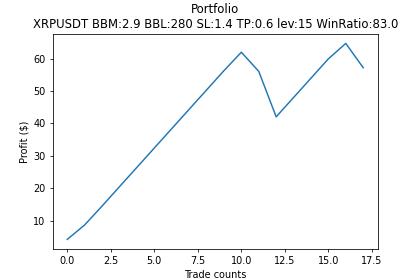 Portfolio
XRPUSDT BBM:2.9 BBL:280 SL:1.4 TP:0.6 lev:15 WinRatio:83.0
Profit ($)
60
50
40
30
20
10
0.0 2.5 5.0 7.5 10.0 12.5 15.0 17.5
Trade counts